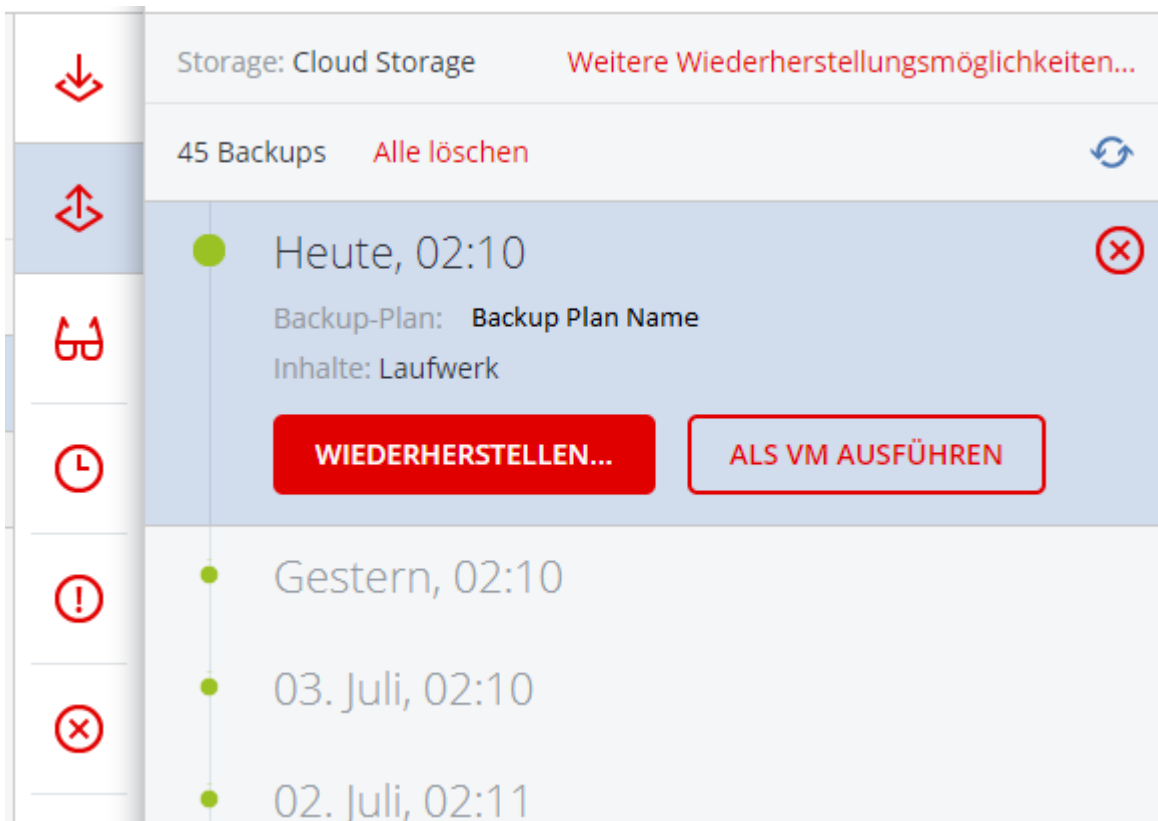 Storage: Cloud Storage Weitere Wiederherstellungsmöglichkeiten...
45 Backups Alle löschen
Heute, 02:10
Backup-Plan: Backup Plan Name
Inhalte: Laufwerk
WIEDERHERSTELLEN... ALS VM AUSFÜHREN
Gestern, 02:10
03. Juli, 02:10
02. Juli, 02:11